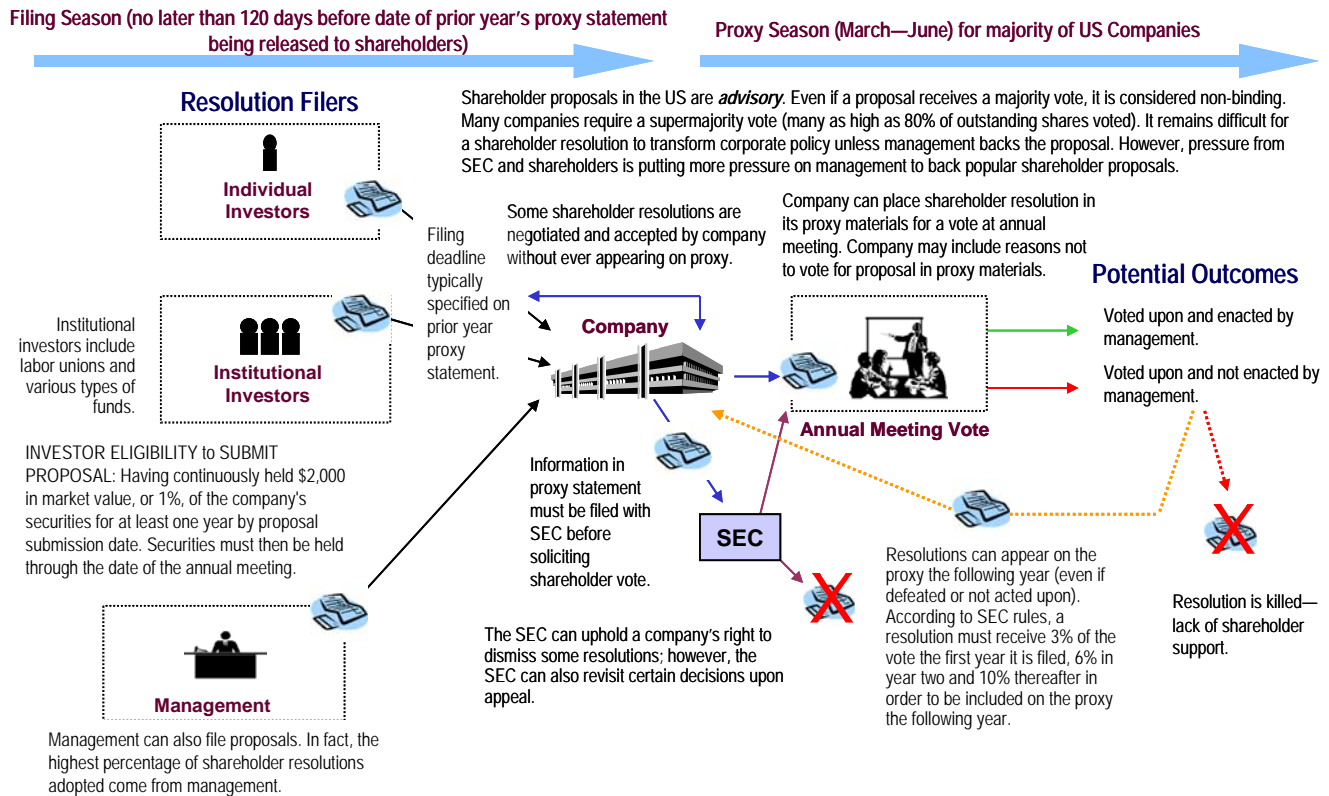 Filing Season (no later than 120 days before date of prior year's proxy statement
being released to shareholders)
Proxy Season (March—June) for majority of US Companies
Resolution Filers
Shareholder proposals in the US are advisory. Even if a proposal receives a majority vote, it is considered non-binding.
Many companies require a supermajority vote (many as high as 80% of outstanding shares voted). It remains difficult for
a shareholder resolution to transform corporate policy unless management backs the proposal. However, pressure from
SEC and shareholders is putting more pressure on management to back popular shareholder proposals.
Individual
Investors
Filing
deadline
typically
specified on
prior year
proxy
statement.
Some shareholder resolutions are
negotiated and accepted by company
without ever appearing on proxy.
Company can place shareholder resolution in
its proxy materials for a vote at annual
meeting. Company may include reasons not
to vote for proposal in proxy materials.
Potential Outcomes
Institutional
investors include
labor unions and
various types of
funds.
Institutional
Investors
Company
Annual Meeting Vote
Voted upon and enacted by
management.
Voted upon and not enacted by
management.
INVESTOR ELIGIBILITY to SUBMIT
PROPOSAL: Having continuously held $2,000
in market value, or 1%, of the company's
securities for at least one year by proposal
submission date. Securities must then be held
through the date of the annual meeting.
Information in
proxy statement
must be filed with
SEC before
soliciting
shareholder vote.
SEC
Resolutions can appear on the
proxy the following year (even if
defeated or not acted upon).
According to SEC rules, a
resolution must receive 3% of the
vote the first year it is filed, 6% in
year two and 10% thereafter in
order to be included on the proxy
the following year.
Resolution is killed—
lack of shareholder
support.
The SEC can uphold a company's right to
dismiss some resolutions; however, the
SEC can also revisit certain decisions upon
appeal.
Management
Management can also file proposals. In fact, the
highest percentage of shareholder resolutions
adopted come from management.